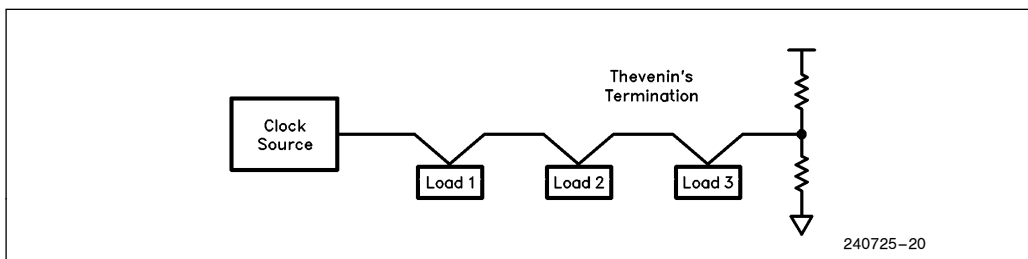 Thevenin's
Termination
Clock
Source
Load 1
Load 2
Load 3
240725–20